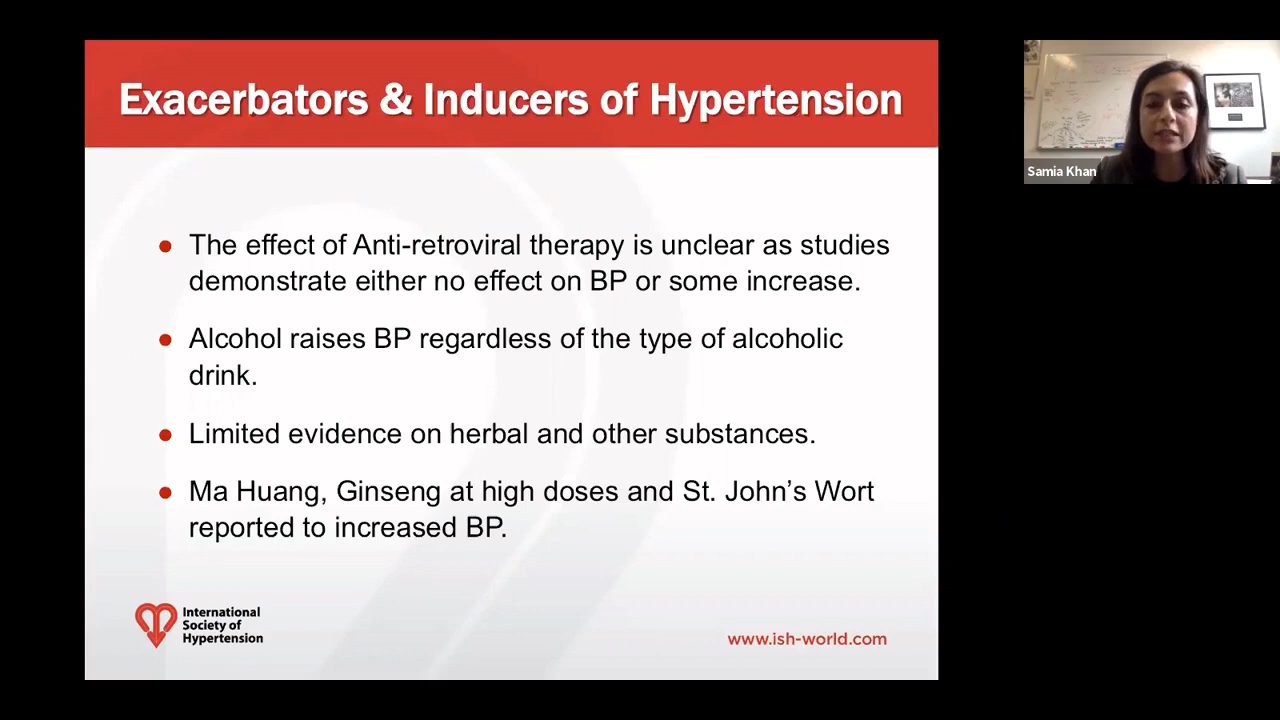 Exacerbators & Inducers of Hypertension
The effect of Anti-retroviral therapy is unclear as studies
demonstrate either no effect on BP or some increase.
Alcohol raises BP regardless of the type of alcoholic
drink.
Limited evidence on herbal and other substances.
Ma Huang, Ginseng at high doses and St. John's Wort
reported to increased BP.
International
Society of
Hypertension
www.ish-world.com
Samia Khan